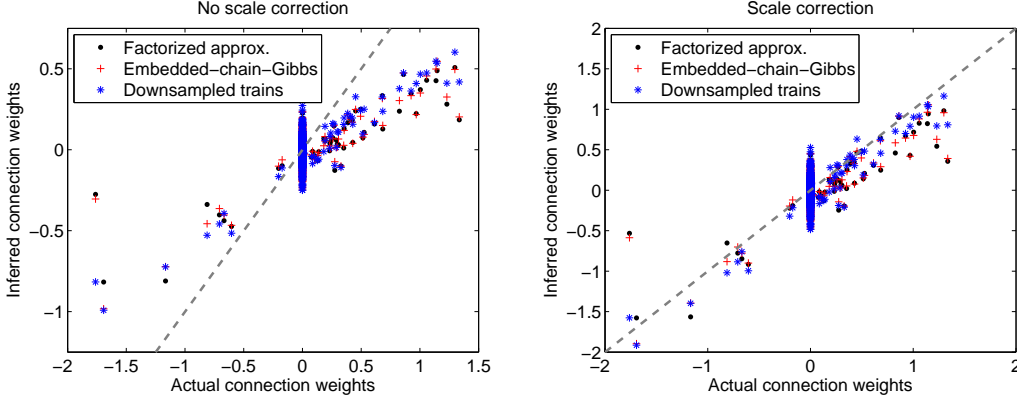 No scale correction
0.5
0
−0.5
−1
−2
−1.5
−1
−0.5
0
0.5
1
1.5
Inferred connection weights
Actual connection weights
Factorized approx.
Embedded−chain−Gibbs
Downsampled trains
Scale correction
2
1.5
1
0.5
0
−0.5
−1
−1.5
−2
−2
−1
0
1
2
Inferred connection weights
Actual connection weights
Factorized approx.
Embedded−chain−Gibbs
Downsampled trains